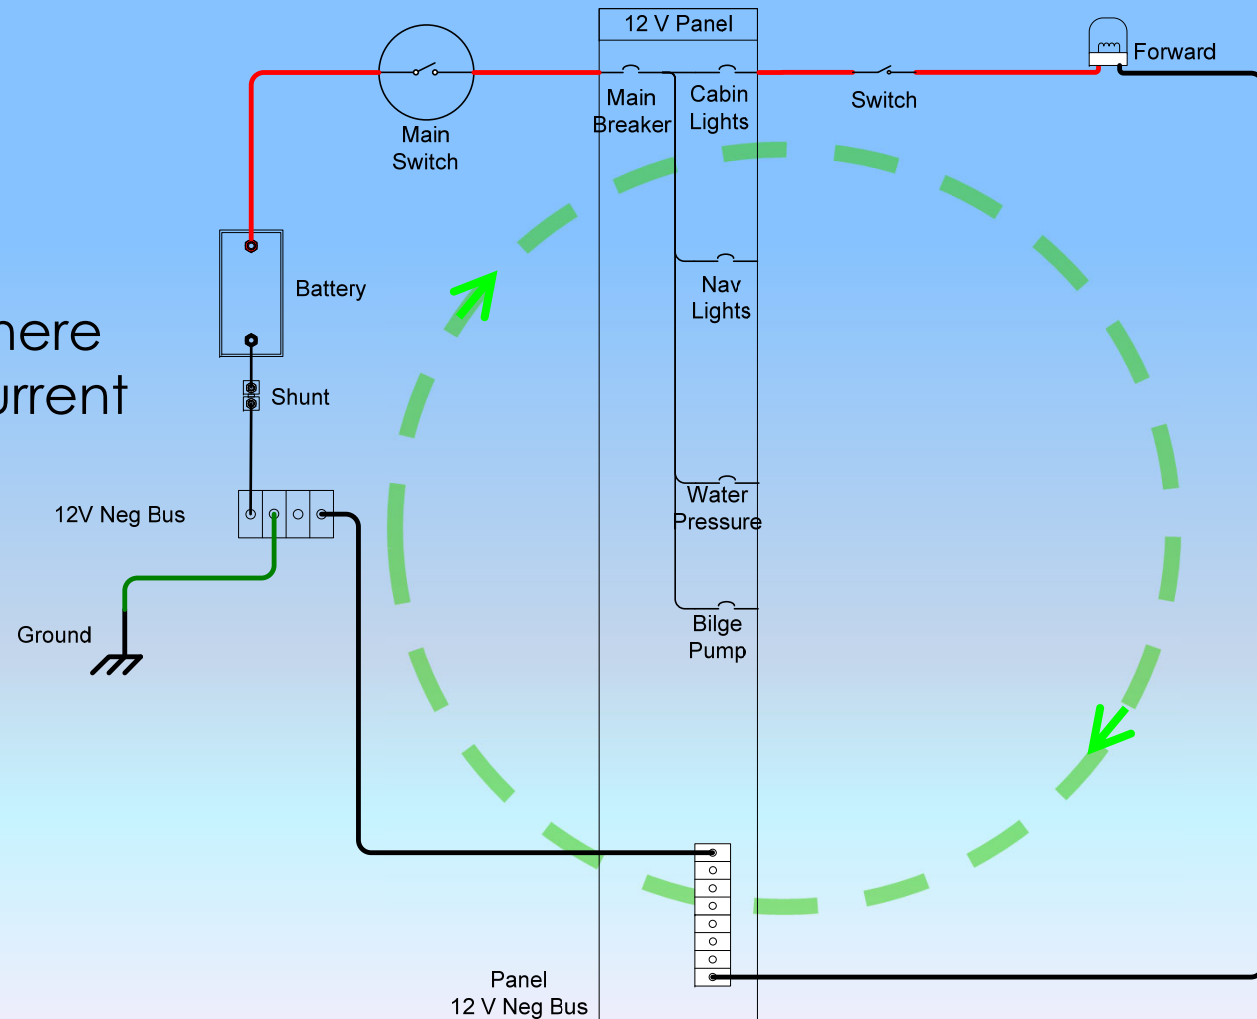 12 V Panel
Forward
Main
Breaker
Cabin
Lights
Switch
Main
Switch
Battery
Nav
Lights
urrent
Shunt
Water
Pressure
12V Neg Bus
Bilge
Pump
Ground
Panel
12 V Neg Bus